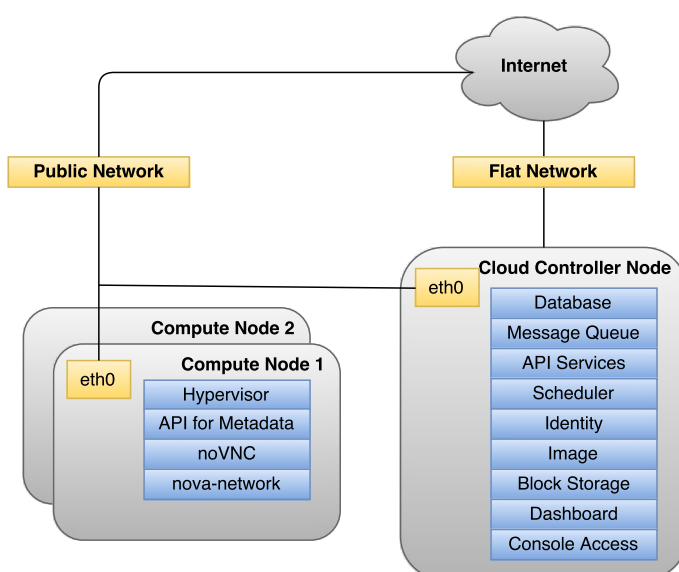 Internet
Public Network
Flat Network
Cloud Controller Node
eth0
Database
Message Queue
API Services
Scheduler
Identity
Image
Block Storage
Dashboard
Console Access
Compute Node 2
Compute Node 1
eth0
Hypervisor
API for Metadata
noVNC
nova-network